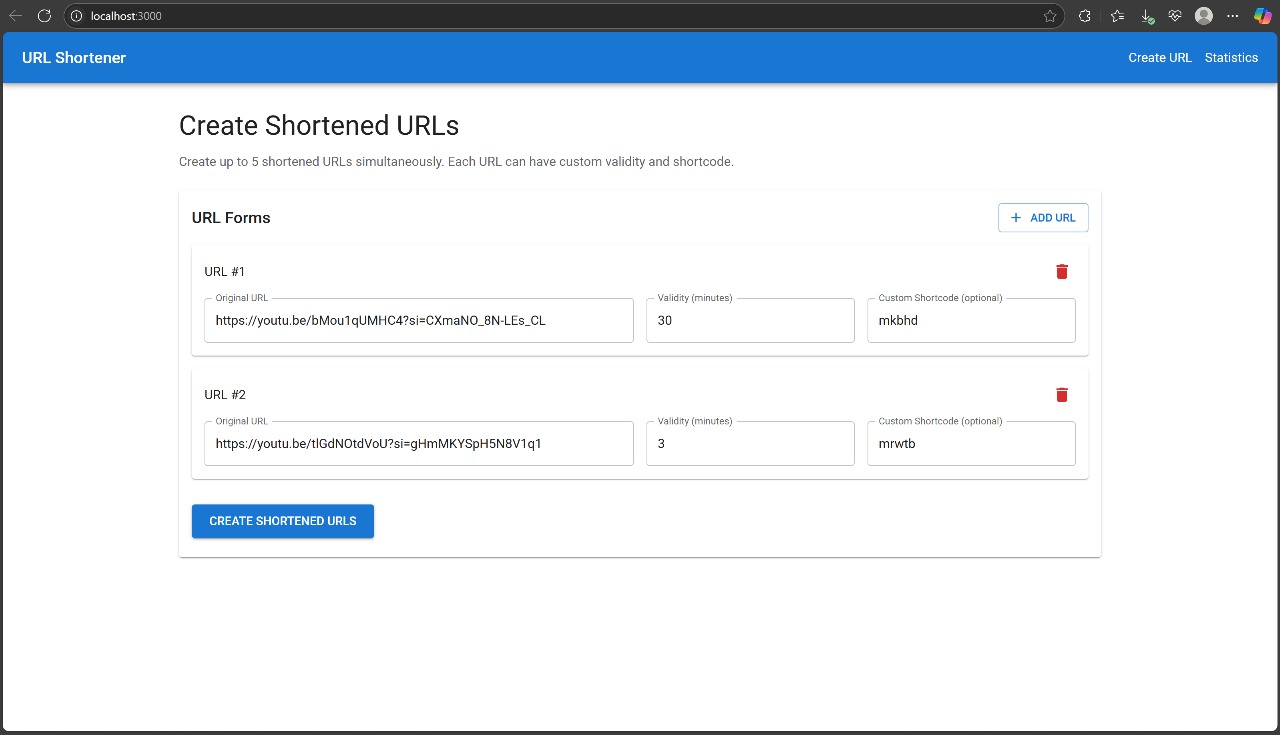 localhost:3000
URL Shortener
Create URL Statistics
Create Shortened URLs
Create up to 5 shortened URLs simultaneously. Each URL can have custom validity and shortcode.
URL Forms
+ ADD URL
URL #1
Original URL Validity (minutes) Custom Shortcode (optional)
https://youtu.be/bMou1qUMHC4?si=CXmaNO_8N-LEs_CL 30 mkbhd
URL #2
Original URL Validity (minutes) Custom Shortcode (optional)
https://youtu.be/tlGdNOtdVoU?si=gHmMKYSpH5N8V1q1 3 mrwtb
CREATE SHORTENED URLS